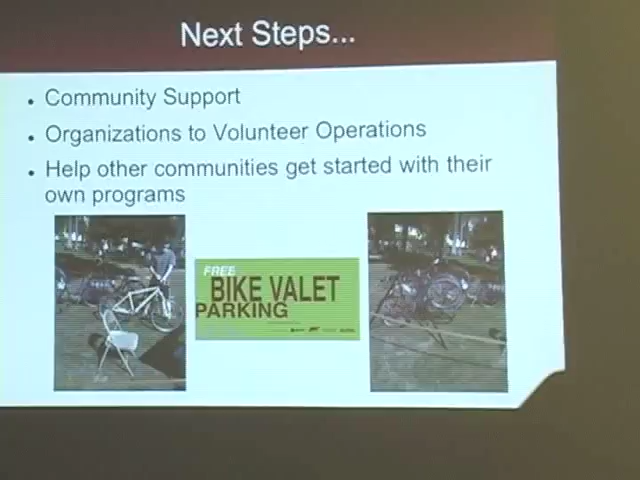 Next Steps...
• Community Support
• Organizations to Volunteer Operations
• Help other communities get started with their
own programs
FREE
BIKE VALET
PARKING